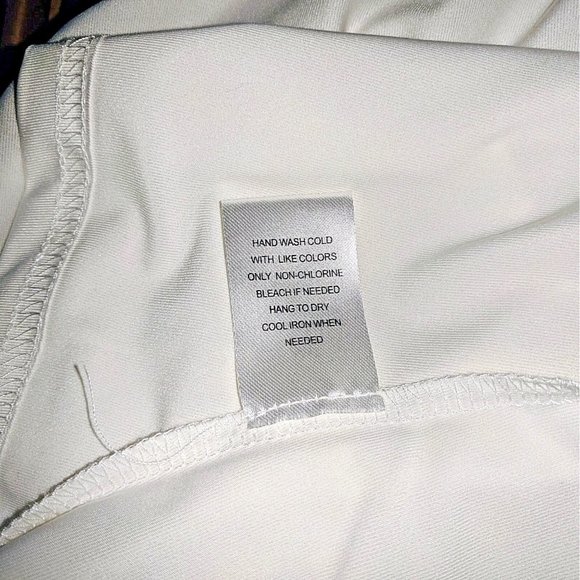 HAND WASH COLD
WITH LIKE COLORS
ONLY NON-CHLORINE
BLEACH IF NEEDED
HANG TO DRY
COOL IRON WHEN
NEEDED